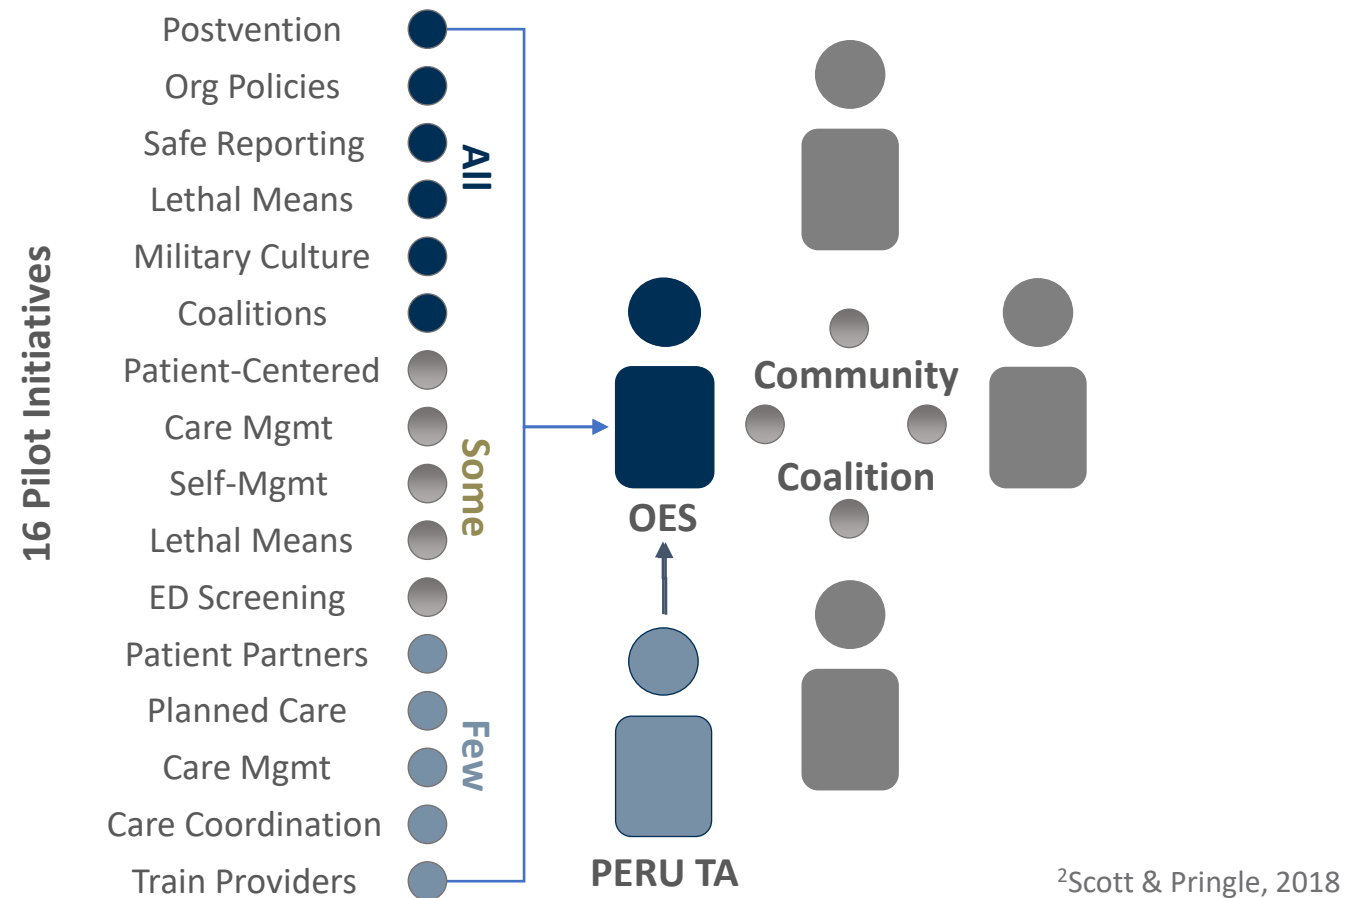 16 Pilot Initiatives
Postvention
Org Policies
Safe Reporting
Lethal Means
Military Culture
Coalitions
Patient-Centered
Care Mgmt
Self-Mgmt
Lethal Means
ED Screening
Patient Partners
Planned Care
Care Mgmt
Care Coordination
Train Providers
All
Some
Few
OES
PERU TA
Community
Coalition
2Scott & Pringle, 2018